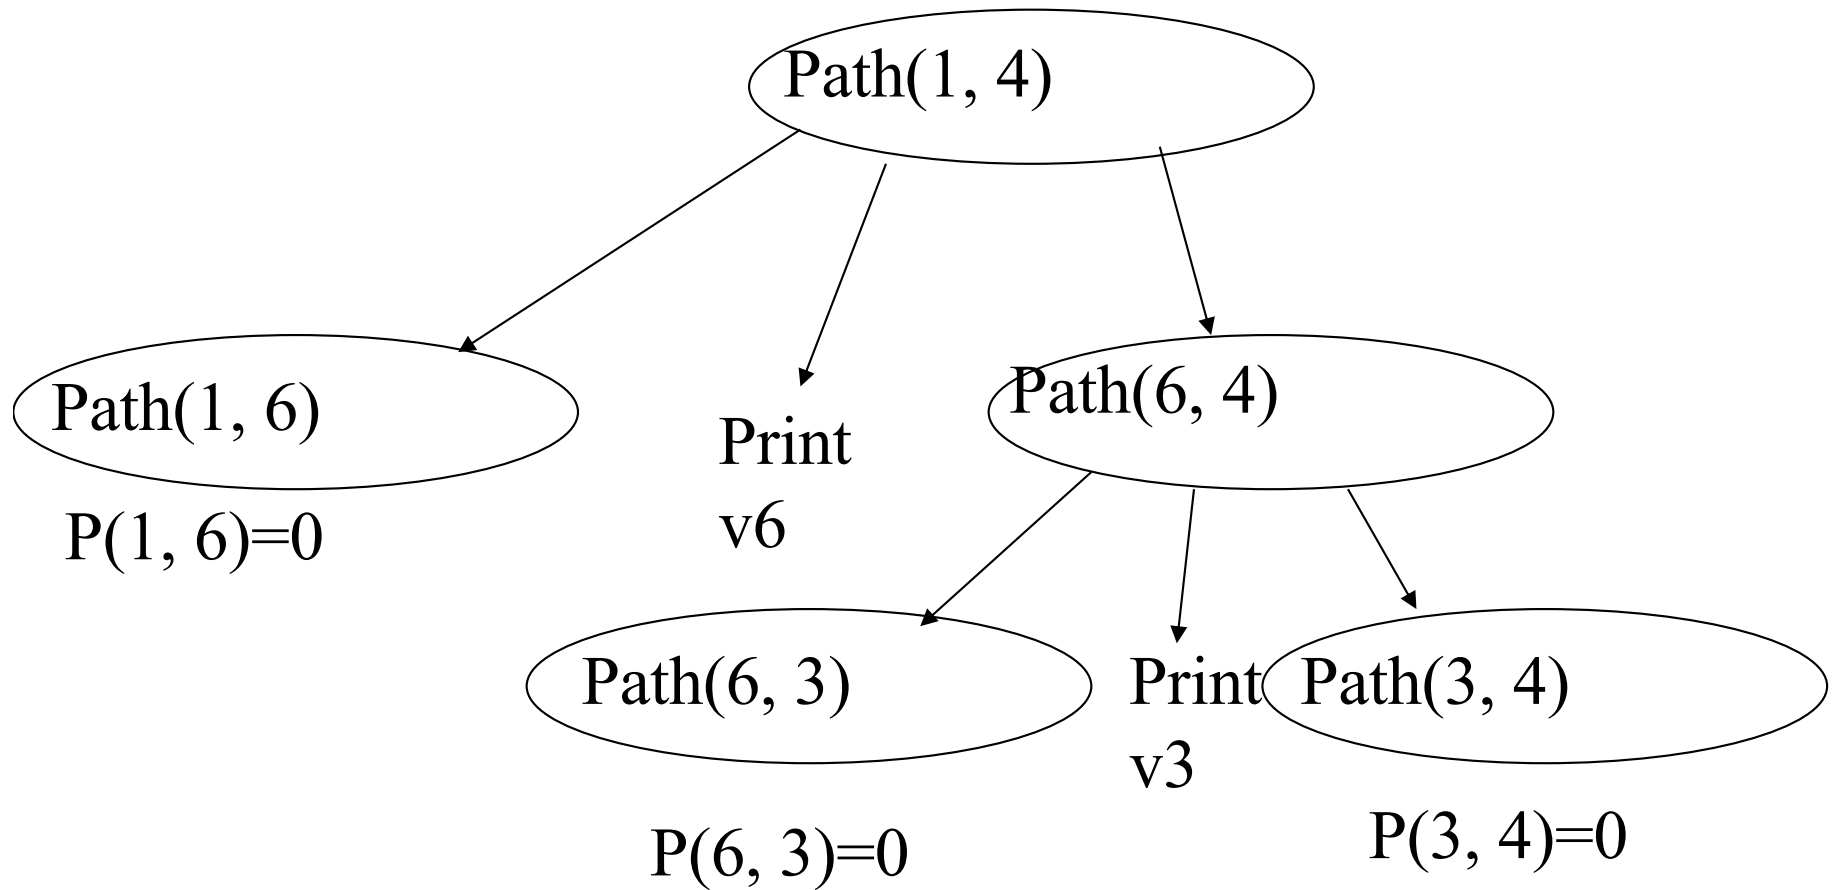 Path(1, 4)
Path(1, 6)
P(1, 6)=0
Print
v6
Path(6, 4)
Path(6, 3)
P(6, 3)=0
Print
v3
Path(3, 4)
P(3, 4)=0